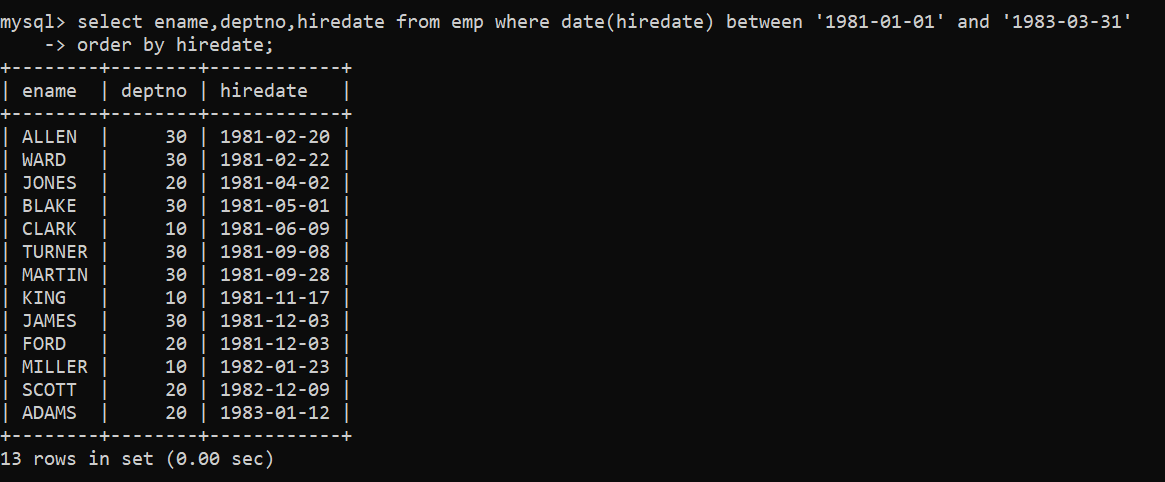 mysql> select ename,deptno,hiredate from emp where date(hiredate) between '1981-01-01' and '1983-03-31'
    -> order by hiredate;
+--------+--------+------------+
| ename  | deptno | hiredate   |
+--------+--------+------------+
| ALLEN  |     30 | 1981-02-20 |
| WARD   |     30 | 1981-02-22 |
| JONES  |     20 | 1981-04-02 |
| BLAKE  |     30 | 1981-05-01 |
| CLARK  |     10 | 1981-06-09 |
| TURNER |     30 | 1981-09-08 |
| MARTIN |     30 | 1981-09-28 |
| KING   |     10 | 1981-11-17 |
| JAMES  |     30 | 1981-12-03 |
| FORD   |     20 | 1981-12-03 |
| MILLER |     10 | 1982-01-23 |
| SCOTT  |     20 | 1982-12-09 |
| ADAMS  |     20 | 1983-01-12 |
+--------+--------+------------+
13 rows in set (0.00 sec)